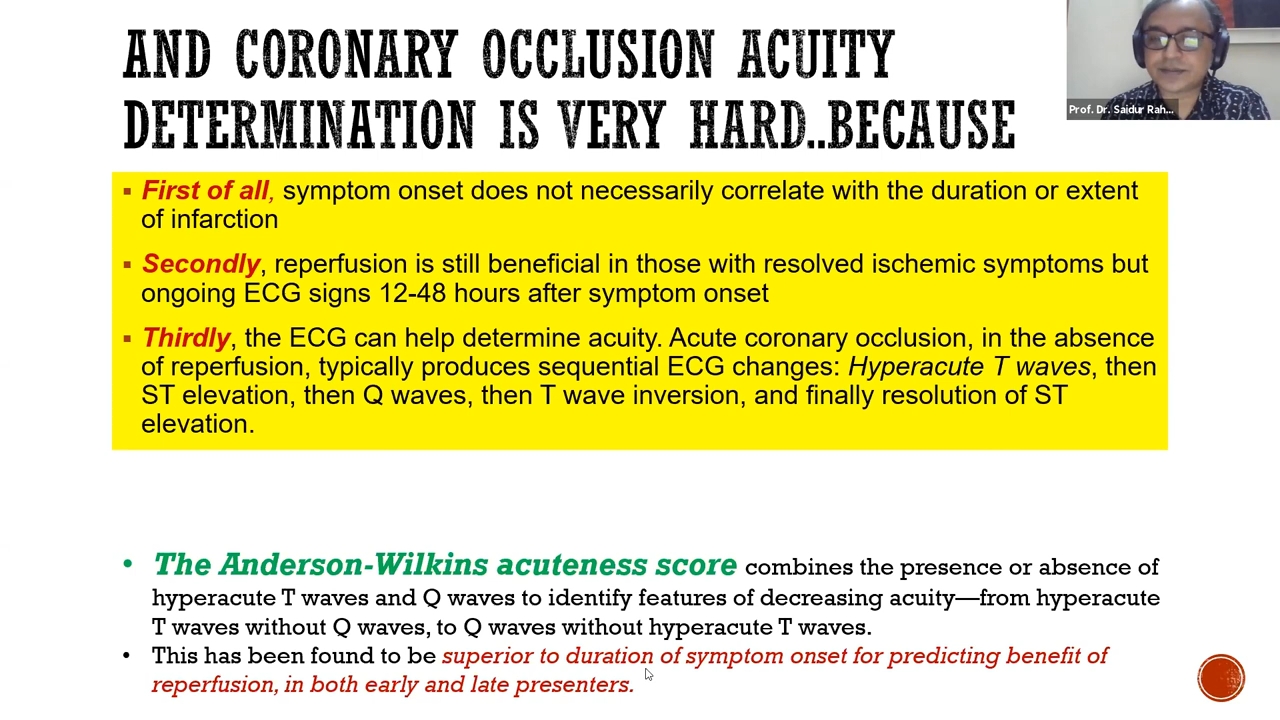 AND CORONARY OCCLUSION ACUITY
DETERMINATION IS VERY HARD..BECAUSE
Prof. Dr. Saidur Rah...
▪ First of all, symptom onset does not necessarily correlate with the duration or extent
of infarction
▪ Secondly, reperfusion is still beneficial in those with resolved ischemic symptoms but
ongoing ECG signs 12-48 hours after symptom onset
▪ Thirdly, the ECG can help determine acuity. Acute coronary occlusion, in the absence
of reperfusion, typically produces sequential ECG changes: Hyperacute T waves, then
ST elevation, then Q waves, then T wave inversion, and finally resolution of ST
elevation.
• The Anderson-Wilkins acuteness score combines the presence or absence of
hyperacute T waves and Q waves to identify features of decreasing acuity—from hyperacute
T waves without Q waves, to Q waves without hyperacute T waves.
• This has been found to be superior to duration of symptom onset for predicting benefit of
reperfusion, in both early and late presenters.